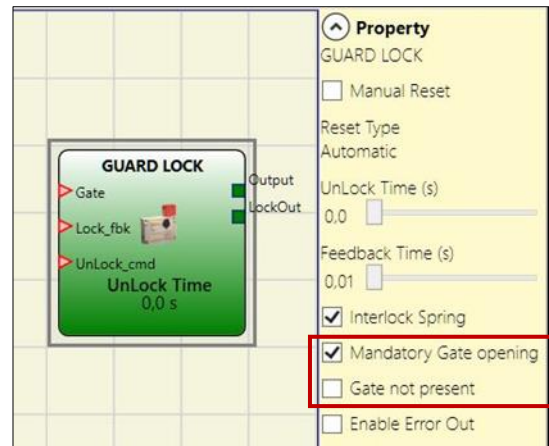 GUARD LOCK
Gate
Lock_fbk
UnLock_cmd
Output
LockOut
UnLock Time
0,0 s
Property
GUARD LOCK
Manual Reset
Reset Type
Automatic
UnLock Time (s)
0,0
Feedback Time (s)
0,01
Interlock Spring
Mandatory Gate opening
Gate not present
Enable Error Out